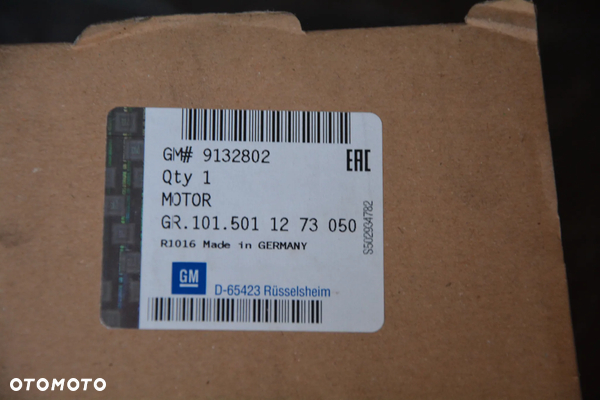 GM# 9132802
EAC
Qty 1
MOTOR
GR.101.501 12 73 050
R1016 Made in GERMANY
S502934782
GM
D-65423 Rüsselsheim
OTOMOTO